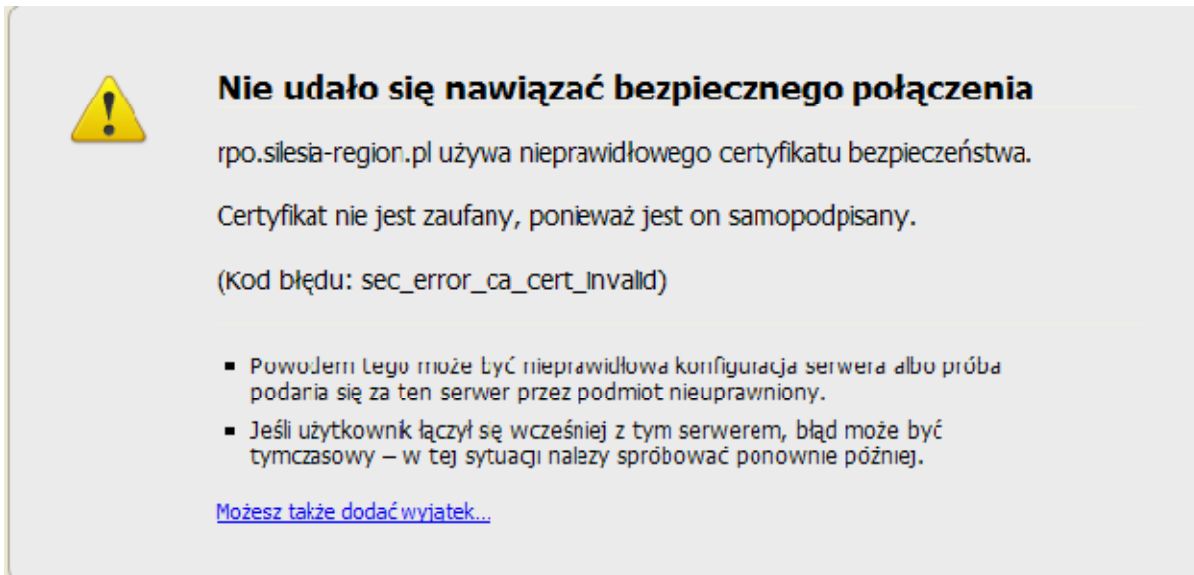 Nie udało się nawiązać bezpiecznego połączenia
rpo.silesia-region.pl używa nieprawidłowego certyfikatu bezpieczeństwa.
Certyfikat nie jest zaufany, ponieważ jest on samopodpisany.
(Kod błędu: sec_error_ca_cert_invalid)
▪ Powodem tego może być nieprawidłowa konfiguracja serwera albo próba
podania się za ten serwer przez podmiot nieuprawniony.
▪ Jeśli użytkownik łączył się wcześniej z tym serwerem, błąd może być
tymczasowy – w tej sytuacji należy spróbować ponownie później.
Możesz także dodać wyjątek...